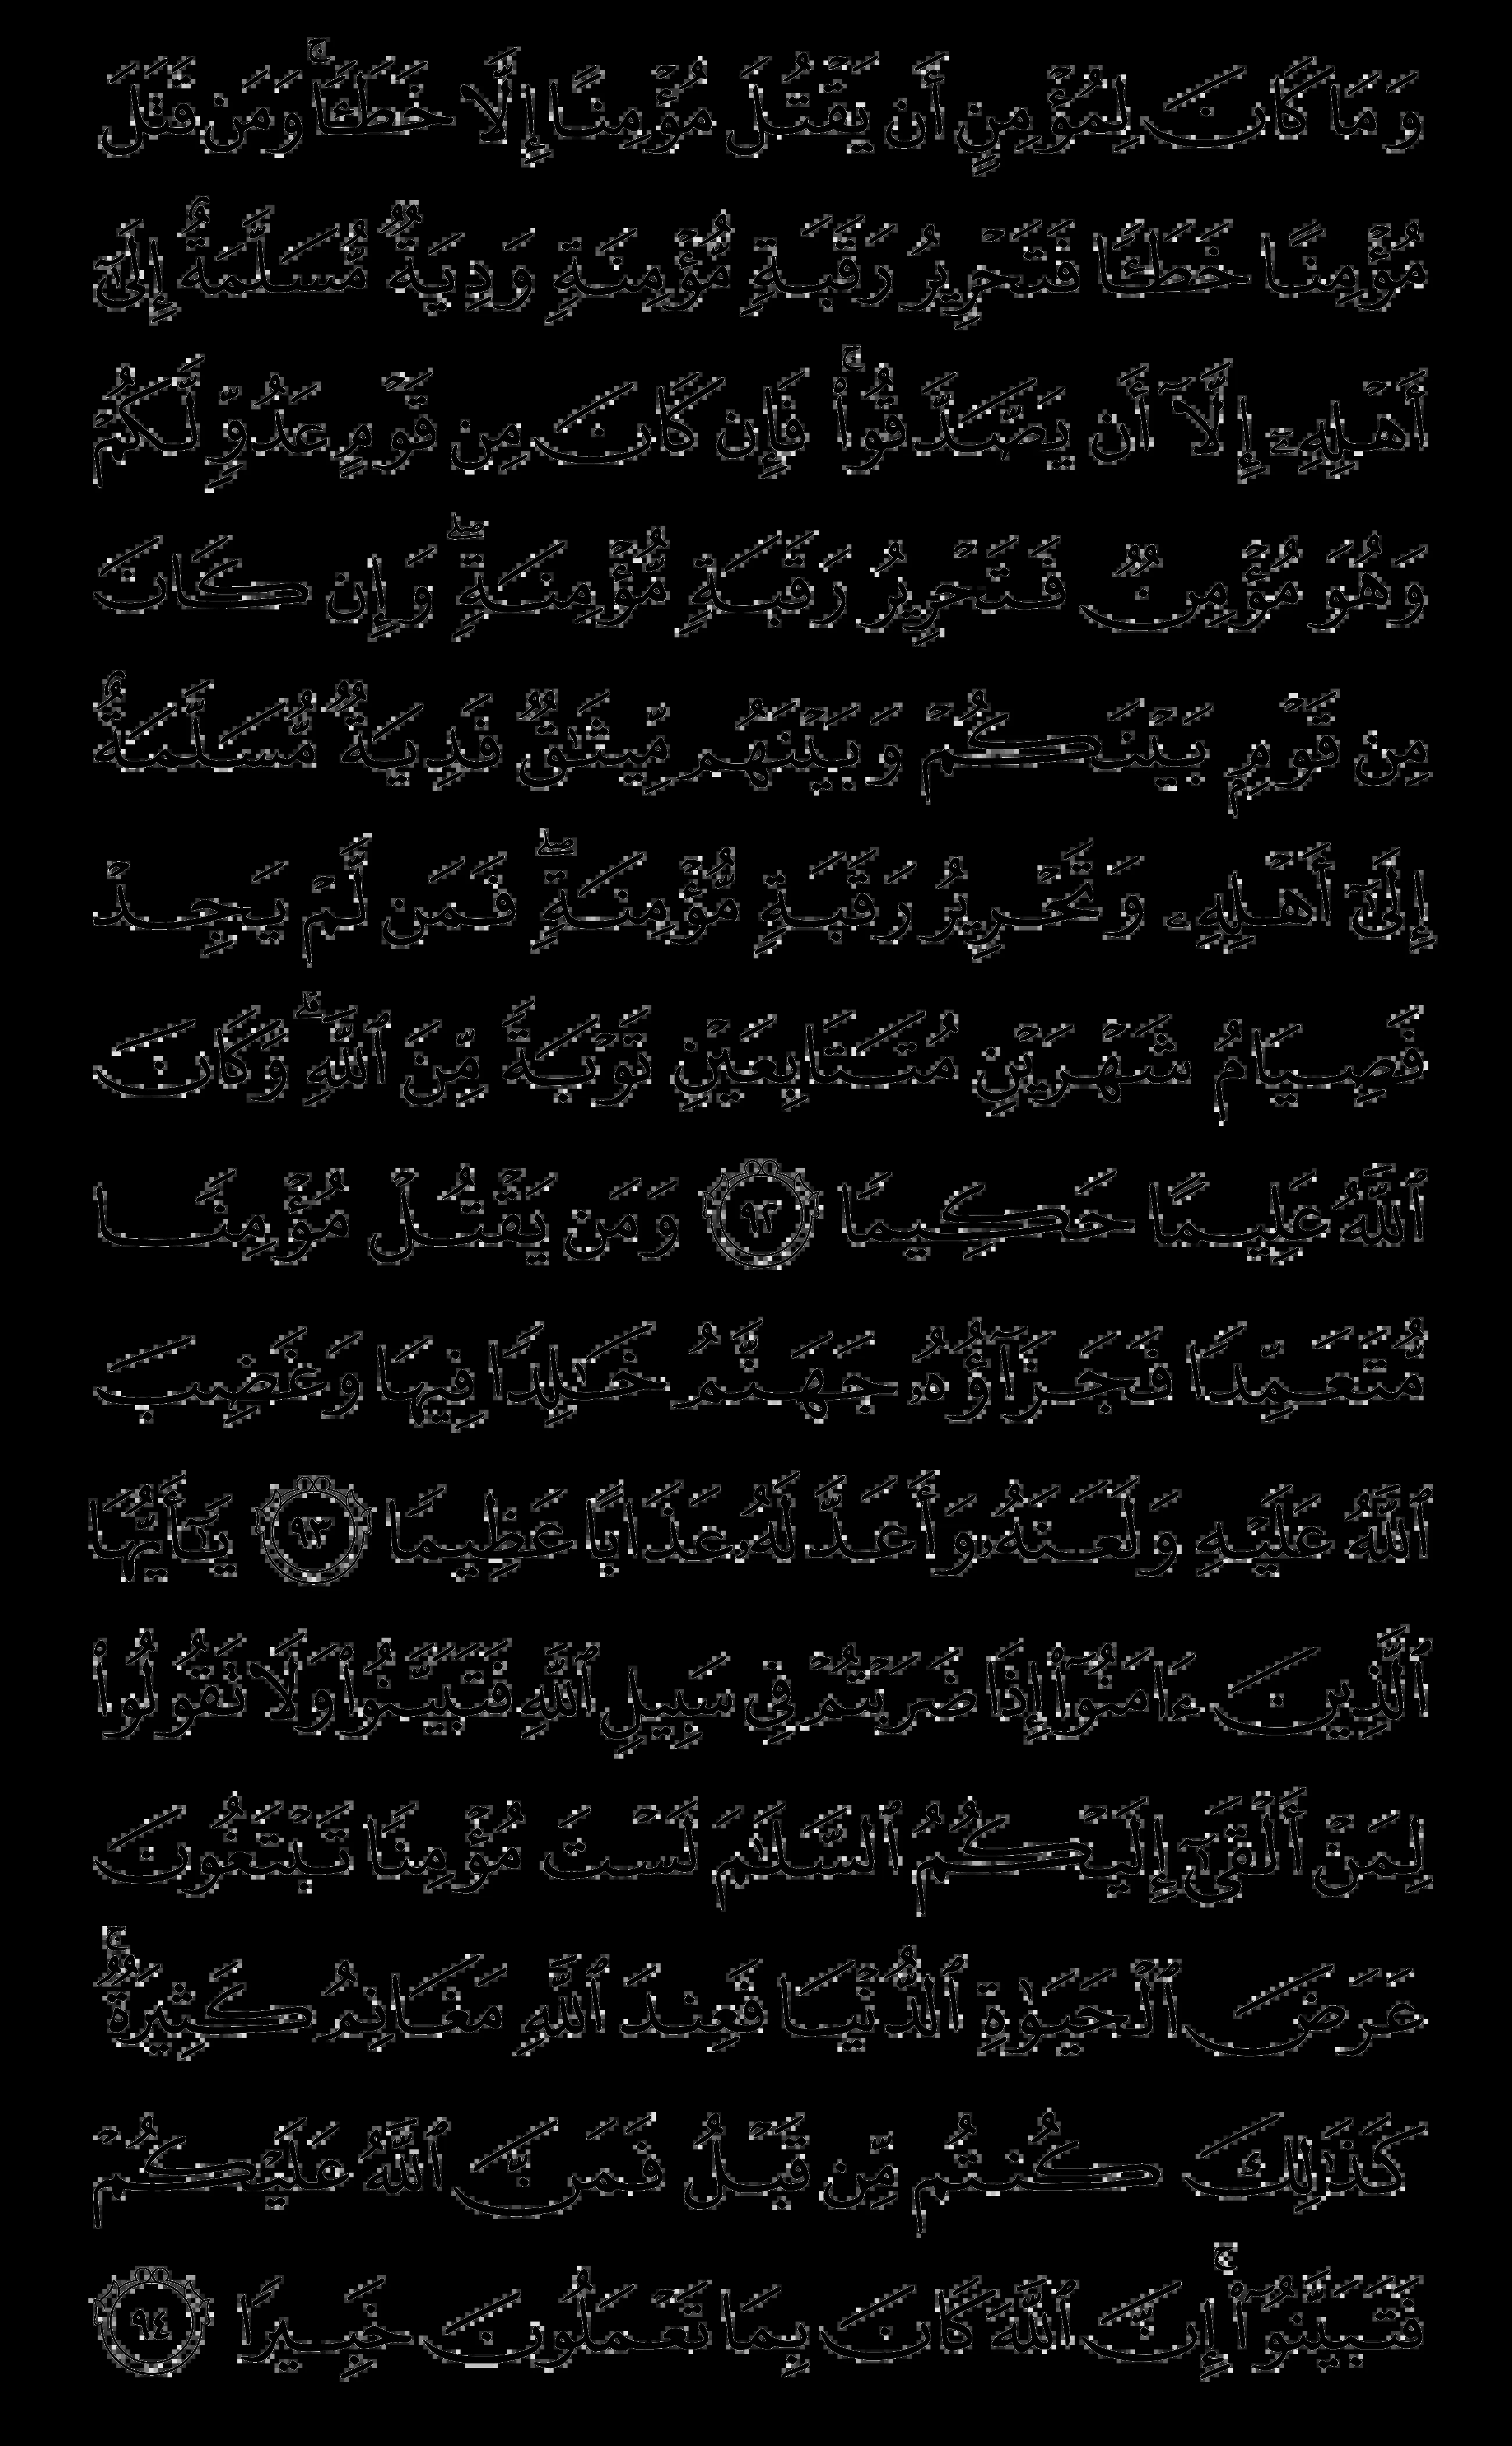 وَمَا كَانَ لِمُؤْمِنٍ أَن يَقْتُلَ مُؤْمِنًا إِلَّا خَطَـًٔا ۚ وَمَن قَتَلَ
مُؤْمِنًا خَطَـًٔا فَتَحْرِيرُ رَقَبَةٍ مُّؤْمِنَةٍ وَدِيَةٌ مُّسَلَّمَةٌ إِلَىٰٓ
أَهْلِهِۦٓ إِلَّآ أَن يَصَّدَّقُوا۟ ۚ فَإِن كَانَ مِن قَوْمٍ عَدُوٍّ لَّكُمْ
وَهُوَ مُؤْمِنٌ فَتَحْرِيرُ رَقَبَةٍ مُّؤْمِنَةٍ ۖ وَإِن كَانَ
مِن قَوْمٍۭ بَيْنَكُمْ وَبَيْنَهُم مِّيثَـٰقٌ فَدِيَةٌ مُّسَلَّمَةٌ
إِلَىٰٓ أَهْلِهِۦ وَتَحْرِيرُ رَقَبَةٍ مُّؤْمِنَةٍ ۖ فَمَن لَّمْ يَجِدْ
فَصِيَامُ شَهْرَيْنِ مُتَتَابِعَيْنِ تَوْبَةً مِّنَ ٱللَّهِ ۗ وَكَانَ
ٱللَّهُ عَلِيمًا حَكِيمًا ٩٢ وَمَن يَقْتُلْ مُؤْمِنًا
مُّتَعَمِّدًا فَجَزَآؤُهُۥ جَهَنَّمُ خَـٰلِدًا فِيهَا وَغَضِبَ
ٱللَّهُ عَلَيْهِ وَلَعَنَهُۥ وَأَعَدَّ لَهُۥ عَذَابًا عَظِيمًا ٩٣ يَـٰٓأَيُّهَا
ٱلَّذِينَ ءَامَنُوٓا۟ إِذَا ضَرَبْتُمْ فِى سَبِيلِ ٱللَّهِ فَتَبَيَّنُوا۟ وَلَا تَقُولُوا۟
لِمَنْ أَلْقَىٰٓ إِلَيْكُمُ ٱلسَّلَـٰمَ لَسْتَ مُؤْمِنًا تَبْتَغُونَ
عَرَضَ ٱلْحَيَوٰةِ ٱلدُّنْيَا فَعِندَ ٱللَّهِ مَغَانِمُ كَثِيرَةٌ ۚ
كَذَٰلِكَ كُنتُم مِّن قَبْلُ فَمَنَّ ٱللَّهُ عَلَيْكُمْ
فَتَبَيَّنُوٓا۟ ۚ إِنَّ ٱللَّهَ كَانَ بِمَا تَعْمَلُونَ خَبِيرًا ٩٤